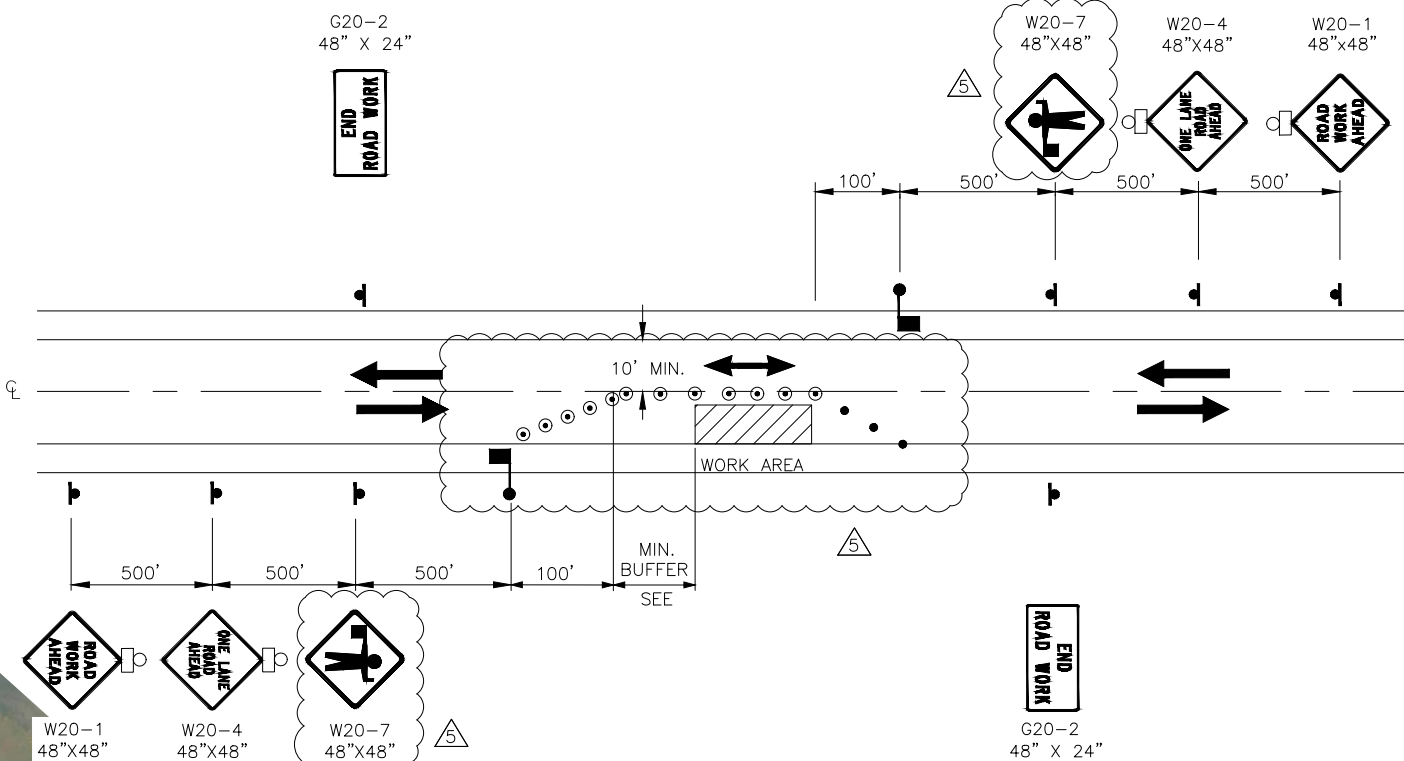 G20-2
48" X 24"
END
ROAD WORK
W20-7
48"X48"
W20-4
48"X48"
W20-1
48"x48"
5
ONE LANE
ROAD
AHEAD
ROAD
WORK
AHEAD
100'
500'
500'
500'
10' MIN.
℄
WORK AREA
5
500'
500'
500'
100'
MIN.
BUFFER
SEE
ROAD
WORK
AHEAD
ONE LANE
ROAD
AHEAD
END
ROAD WORK
W20-1
48"X48"
W20-4
48"X48"
W20-7
48"X48"
5
G20-2
48" X 24"